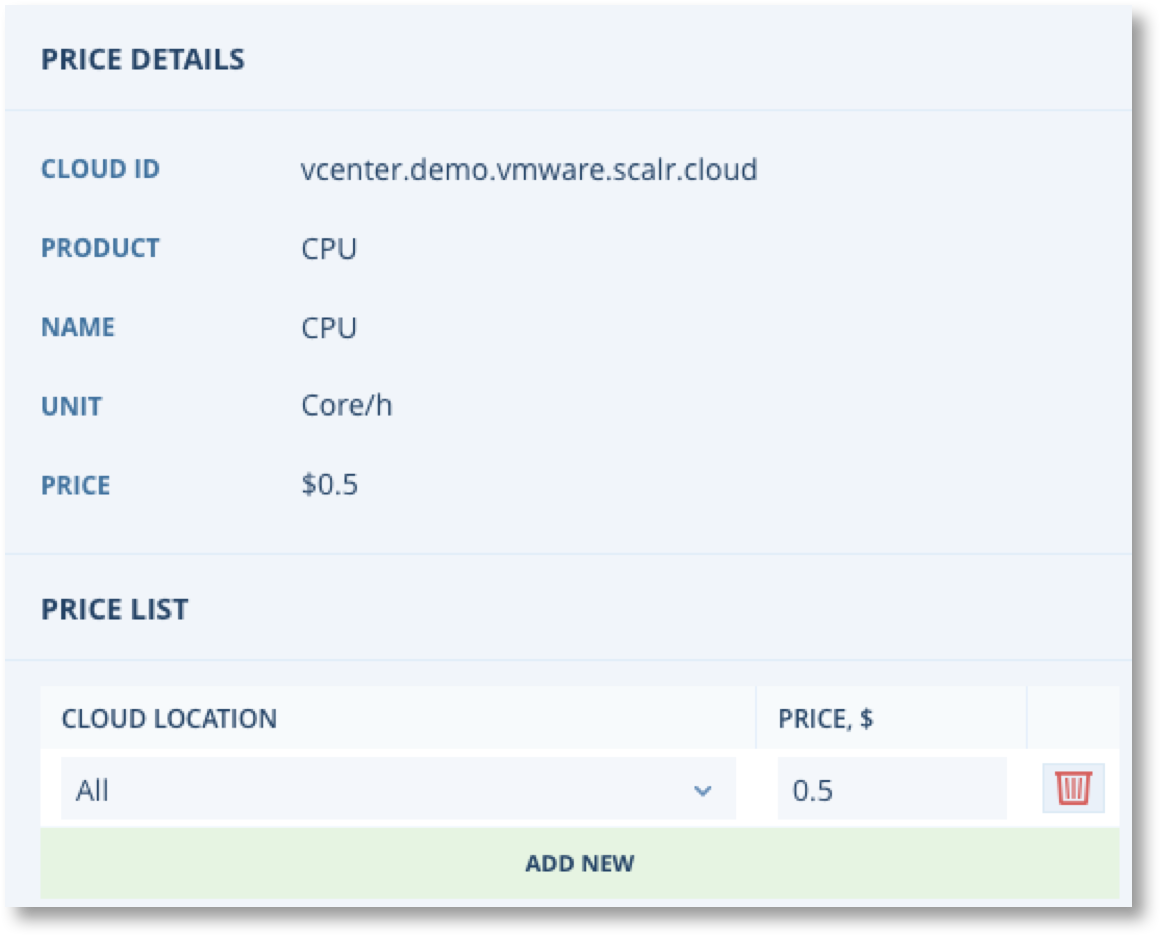 PRICE DETAILS
CLOUD ID vcenter.demo.vmware.scalr.cloud
PRODUCT CPU
NAME CPU
UNIT Core/h
PRICE $0.5
PRICE LIST
CLOUD LOCATION PRICE, $
All 0.5
ADD NEW